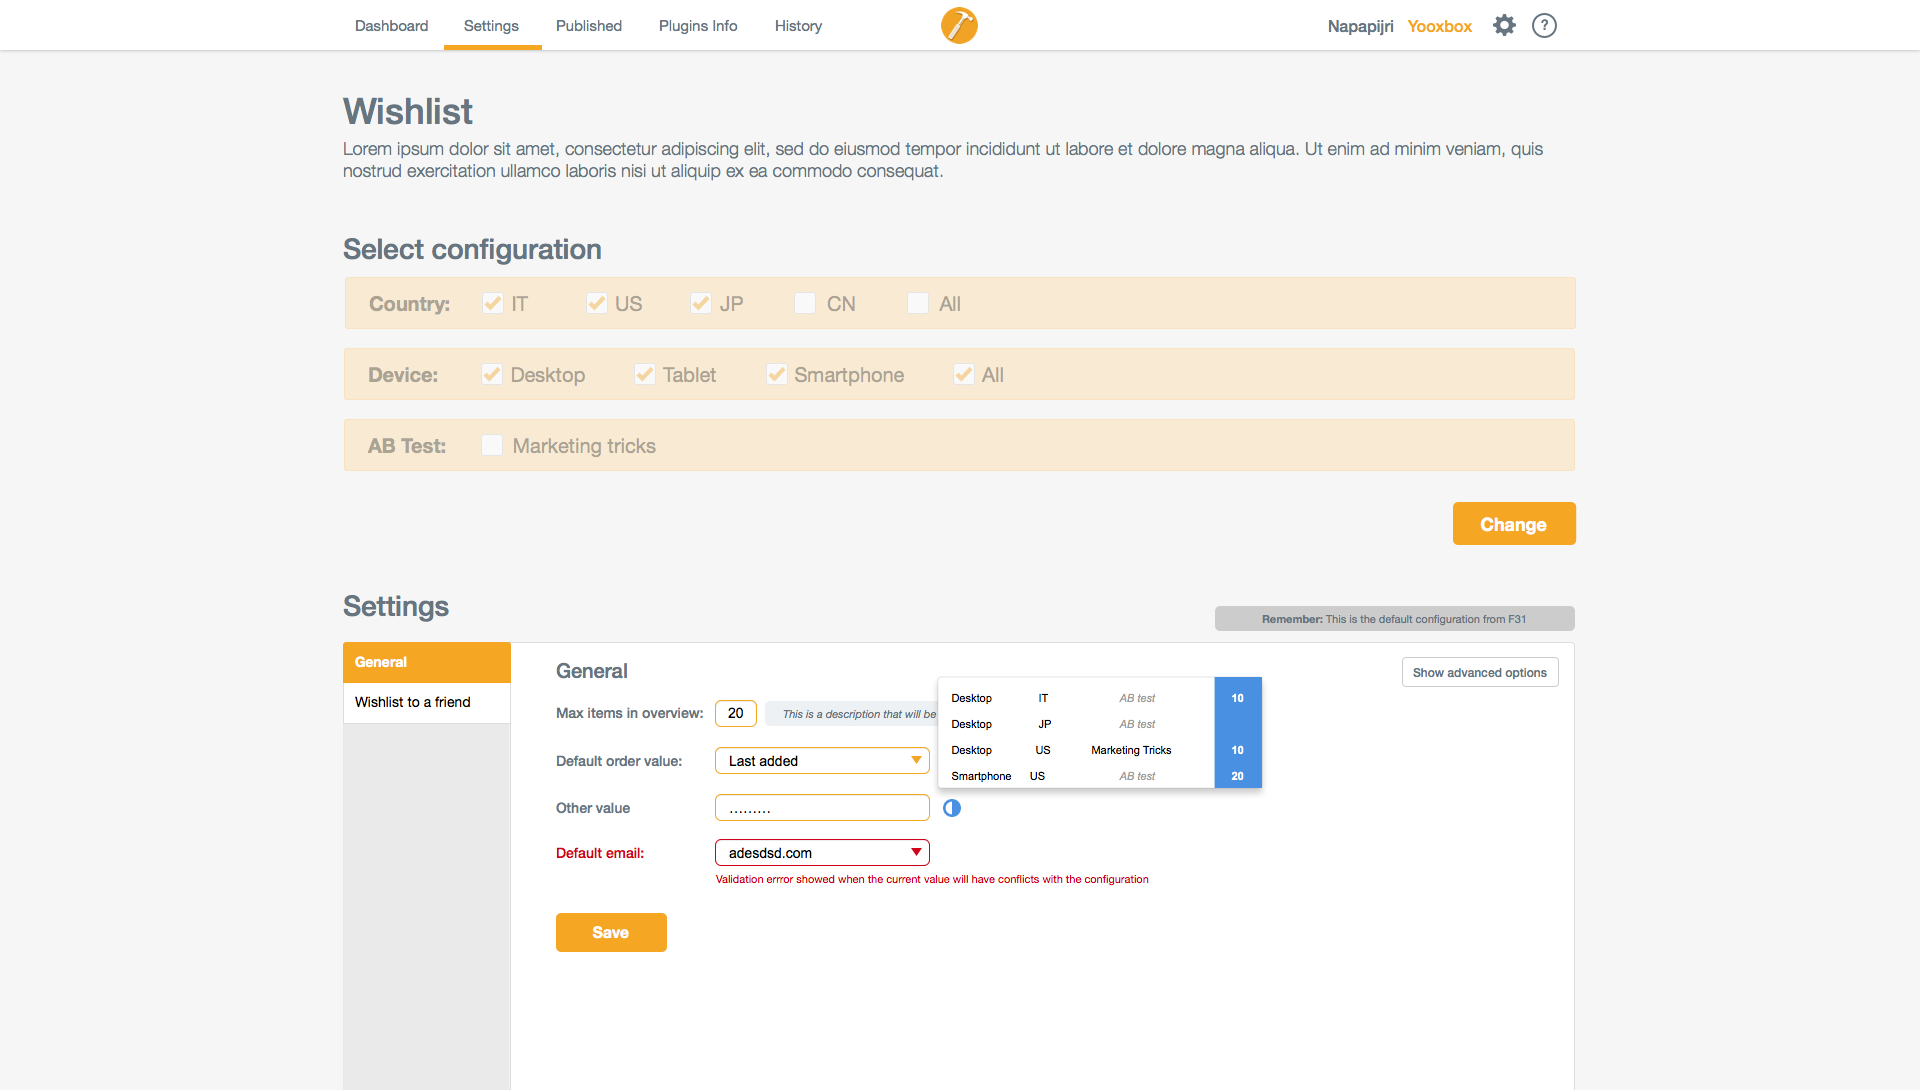 Dashboard Settings Published Plugins Info History Napapijri Yooxbox ?
Wishlist
Lorem ipsum dolor sit amet, consectetur adipiscing elit, sed do eiusmod tempor incididunt ut labore et dolore magna aliqua. Ut enim ad minim veniam, quis
nostrud exercitation ullamco laboris nisi ut aliquip ex ea commodo consequat.
Select configuration
Country: IT US JP CN All
Device: Desktop Tablet Smartphone All
AB Test: Marketing tricks
Change
Settings
Remember: This is the default configuration from F31
General
Wishlist to a friend
General
Show advanced options
Max items in overview: 20 This is a description that will be
Default order value: Last added
Other value .........
Default email: adesdsd.com
Validation errror showed when the current value will have conflicts with the configuration
Save
Desktop IT AB test 10
Desktop JP AB test
Desktop US Marketing Tricks 10
Smartphone US AB test 20